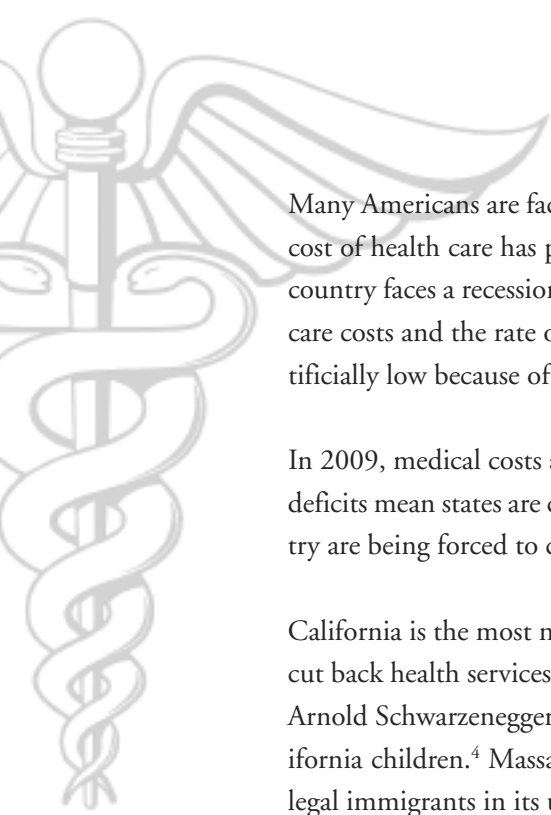 Many Americans are fac
cost of health care has p
country faces a recession
care costs and the rate o
tificially low because of
In 2009, medical costs a
deficits mean states are c
try are being forced to c
California is the most n
cut back health services
Arnold Schwarzenegger
ifornia children.4 Massa
legal immigrants in its u